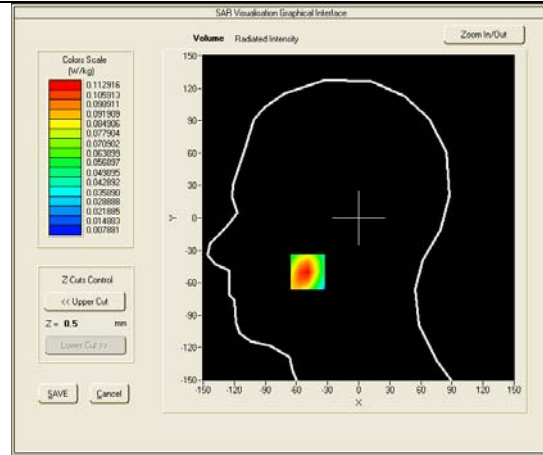 SAR Visualisation Graphical Interface
Volume Radiated Intensity
Zoom In/Out
Colors Scale
(W/kg)
0.112916
0.105913
0.098911
0.091909
0.084906
0.077904
0.070902
0.063899
0.056897
0.049895
0.042892
0.035890
0.028888
0.021885
0.014883
0.007881
Z Cuts Control
<< Upper Cut
Z = 0.5 mm
Lower Cut >>
SAVE Cancel
150
120
90
60
30
0
-30
-60
-90
-120
-150
Y
-150 -120 -90 -60 -30 0 30 60 90 120 150
X